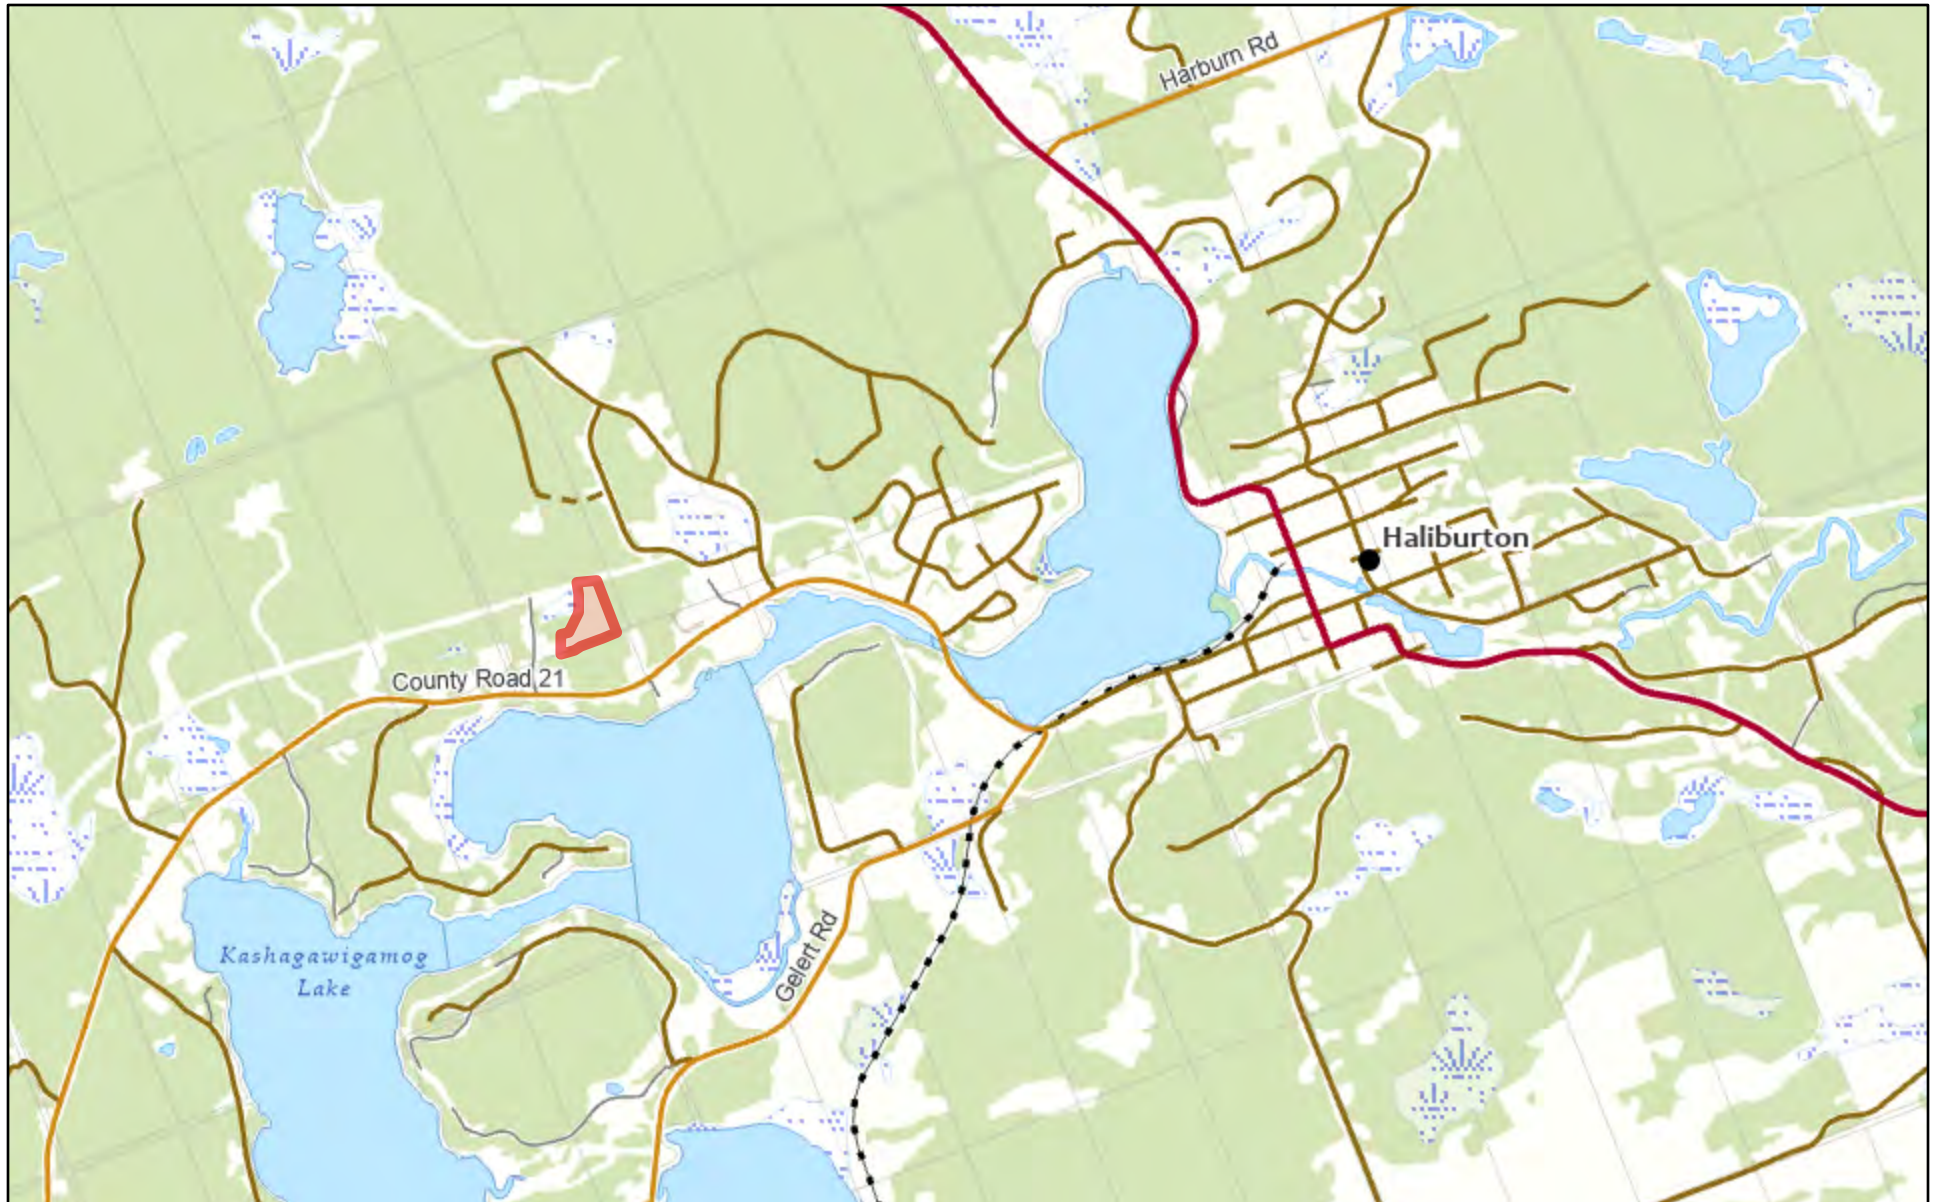 Harburn Rd
Haliburton
County Road 21
Kashagawigamog
Lake
Gelert Rd